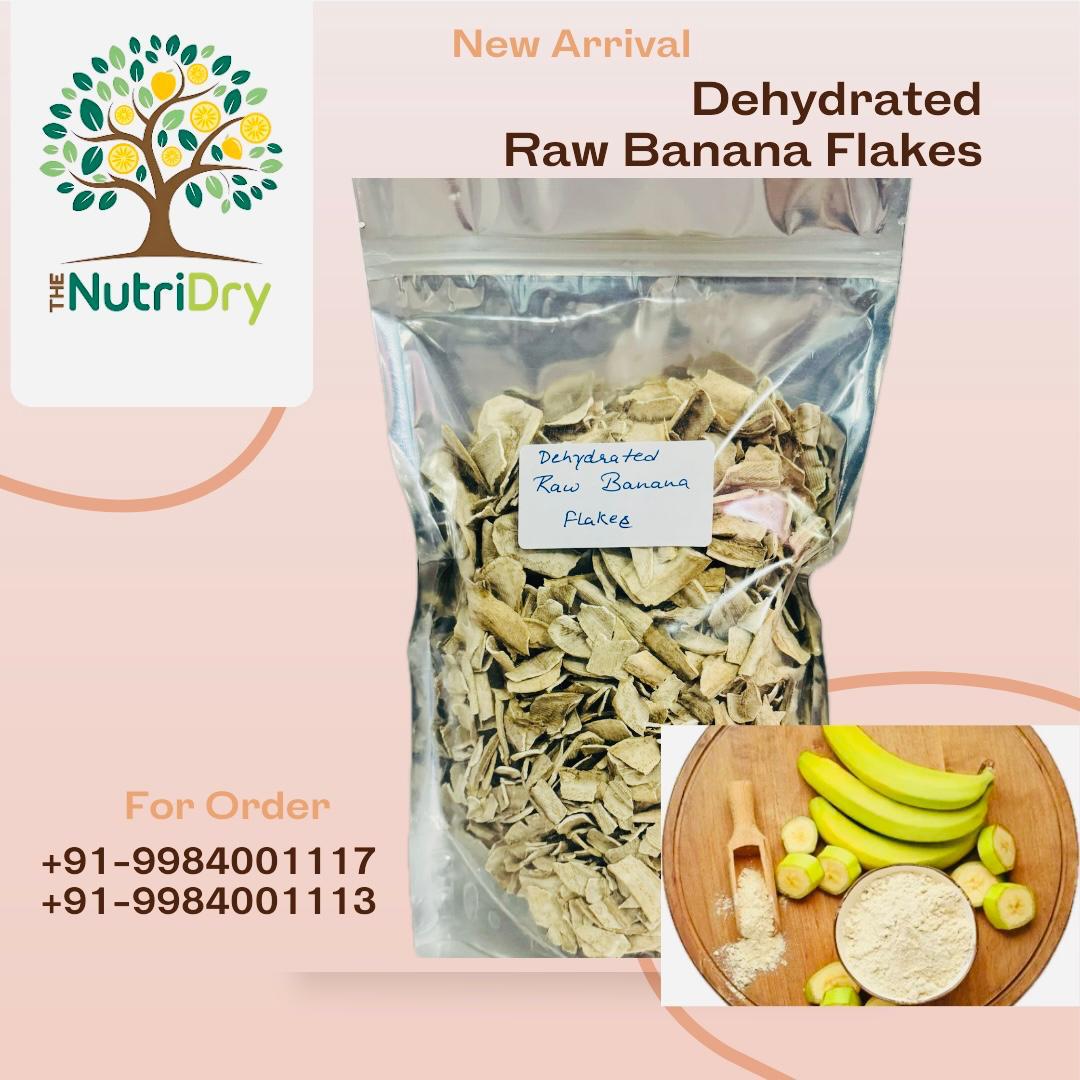 New Arrival
Dehydrated
Raw Banana Flakes
THE NutriDry
Dehydrated
Raw Banana
Flakes
For Order
+91-9984001117
+91-9984001113